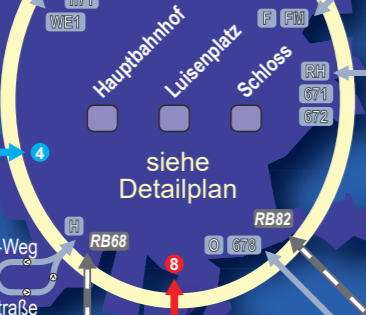 WE1
F FM
Hauptbahnhof
Luisenplatz
Schloss
RH
671
672
4
siehe
Detailplan
H
RB68
RB82
O 678
8
-Weg
traße